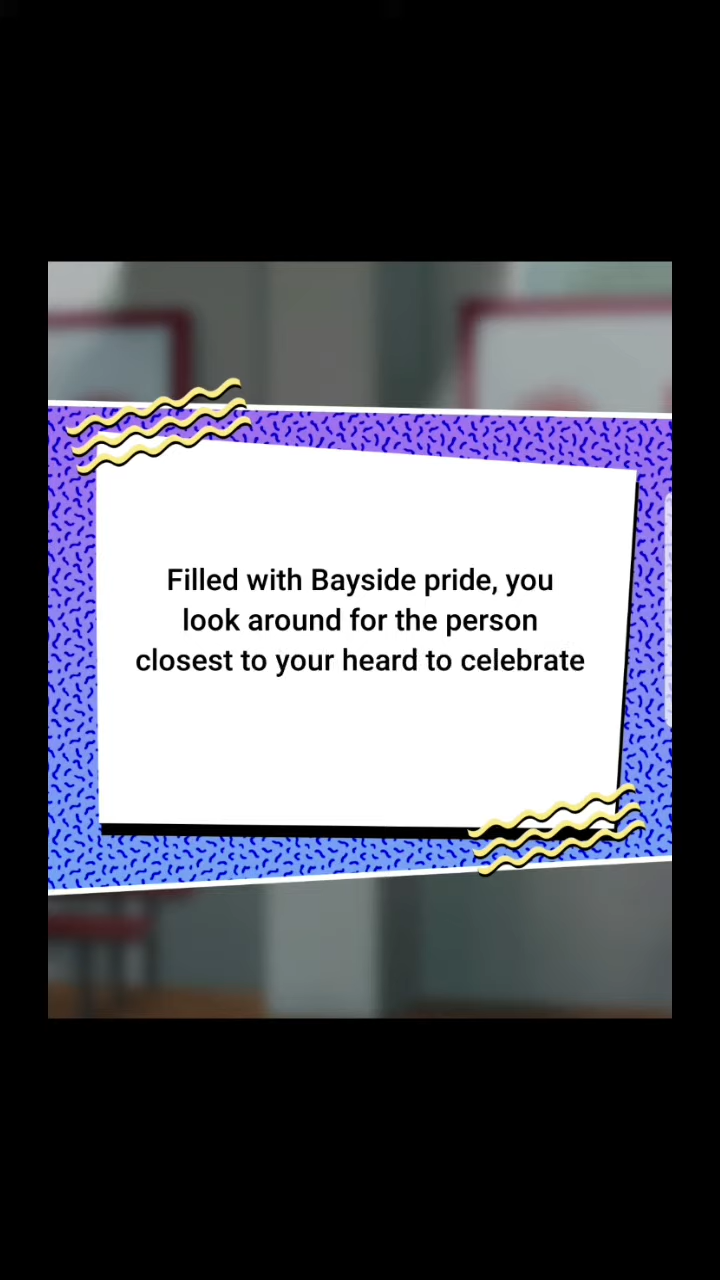 Filled with Bayside pride, you
look around for the person
closest to your heard to celebrate